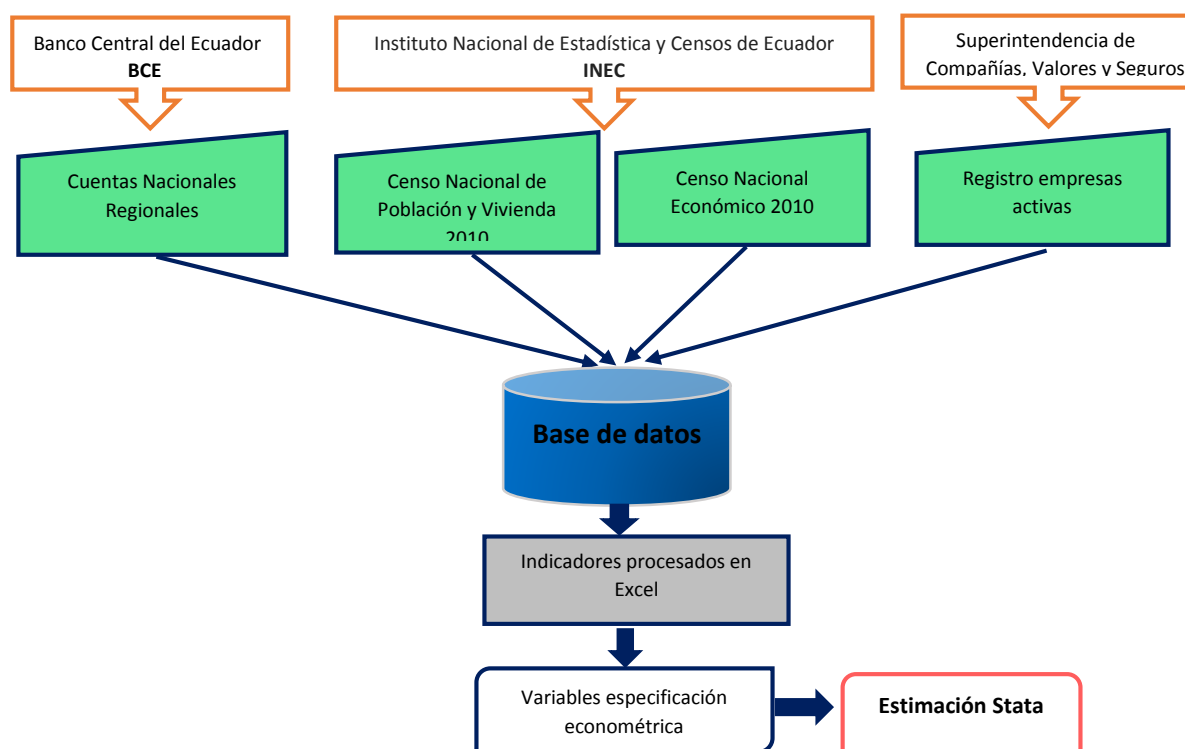 Banco Central del Ecuador
BCE
Instituto Nacional de Estadística y Censos de Ecuador
INEC
Superintendencia de
Compañías, Valores y Seguros
Cuentas Nacionales
Regionales
Censo Nacional de
Población y Vivienda
2010
Censo Nacional
Económico 2010
Registro empresas
activas
Base de datos
Indicadores procesados en
Excel
Variables especificación
econométrica
Estimación Stata